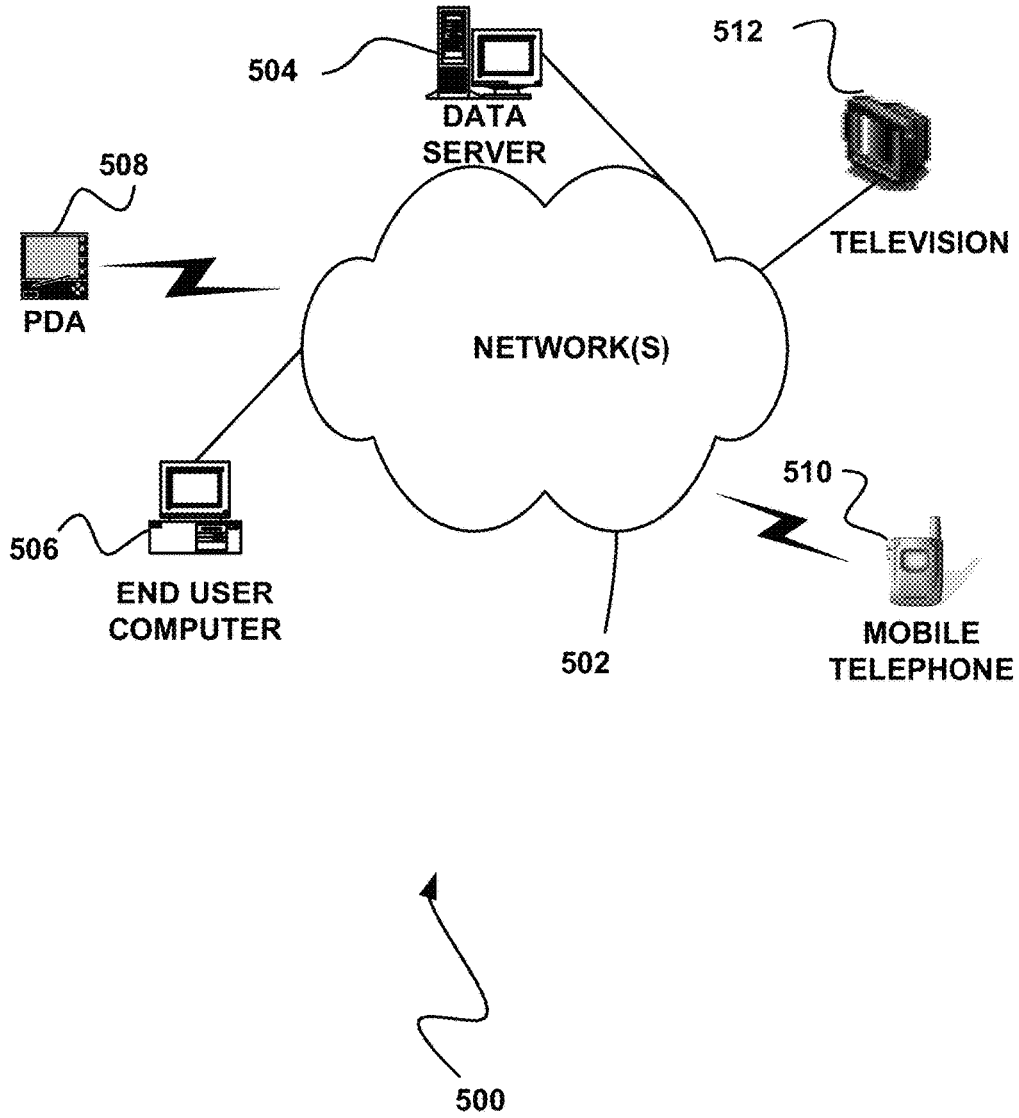 504
DATA
SERVER
512
TELEVISION
508
PDA
NETWORK(S)
506
END USER
COMPUTER
502
510
MOBILE
TELEPHONE
500